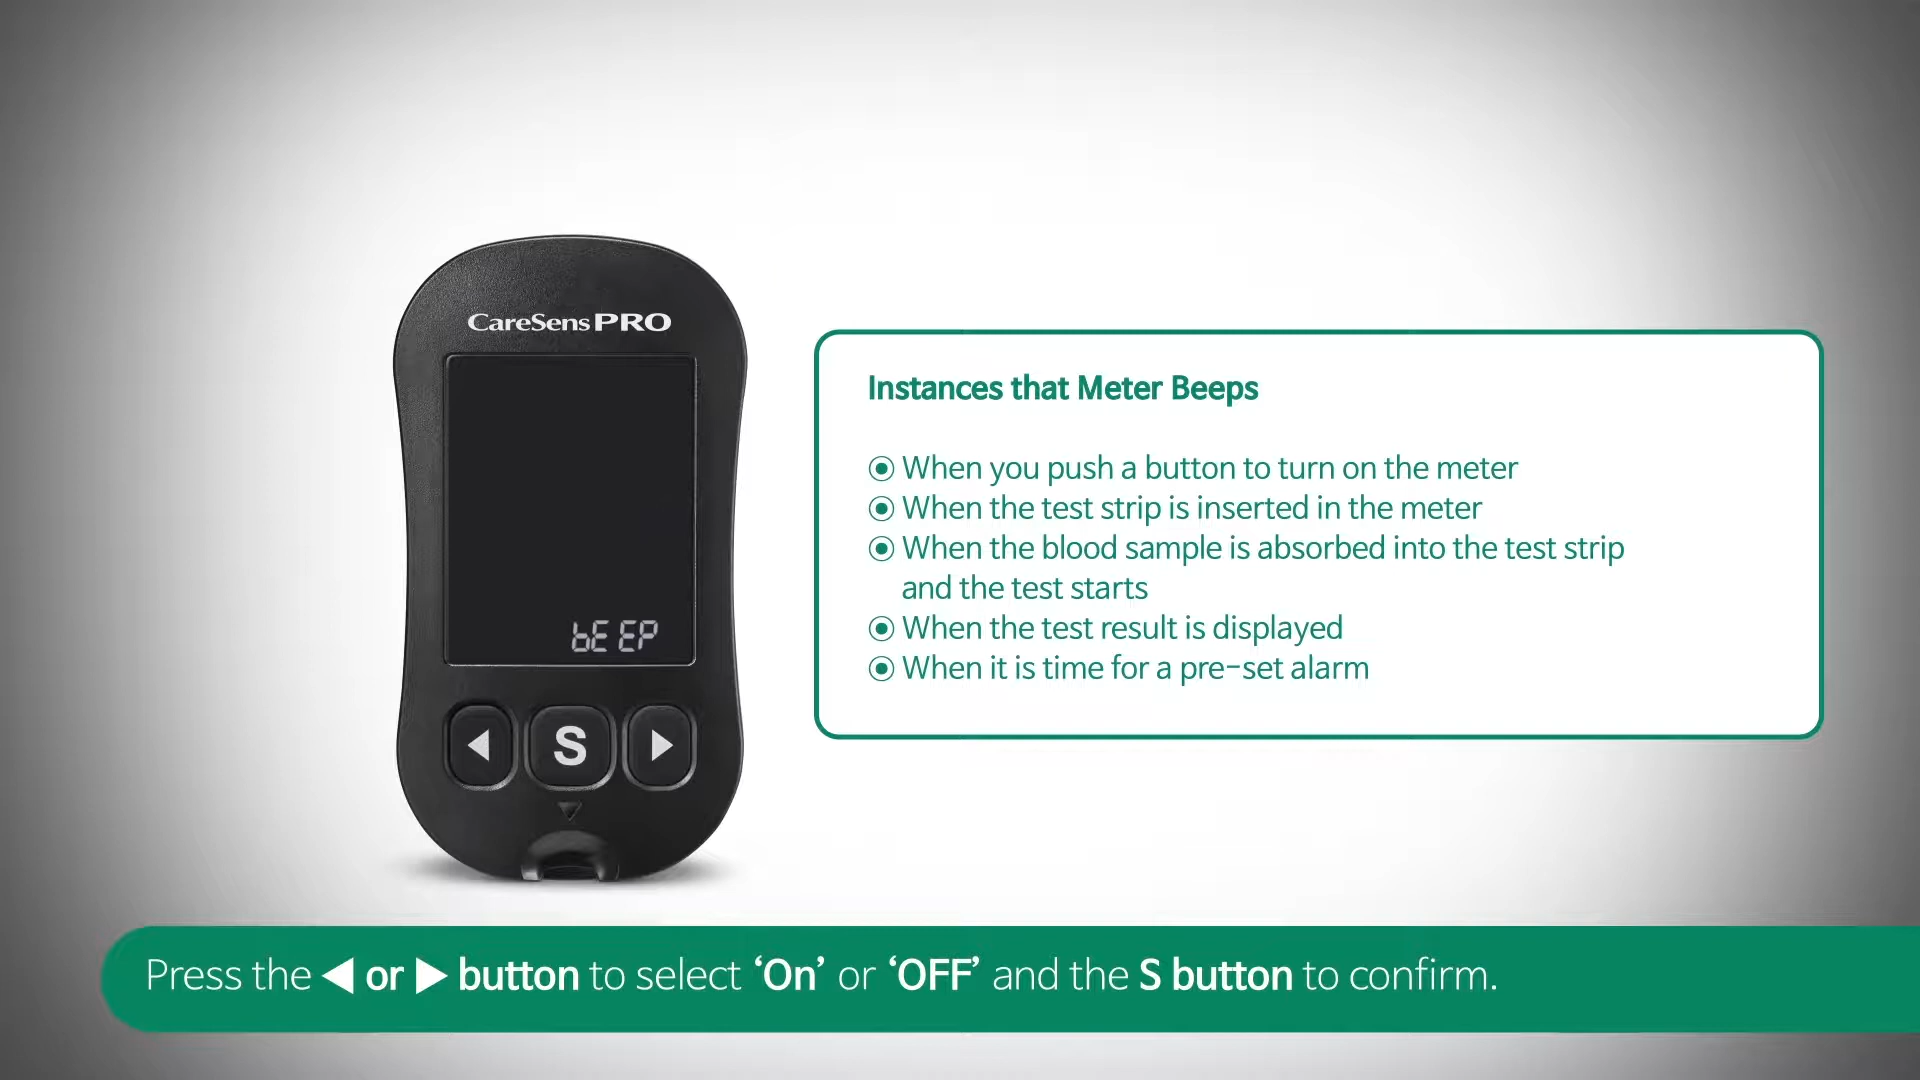 CareSens PRO
bEEP
S
Instances that Meter Beeps
When you push a button to turn on the meter
When the test strip is inserted in the meter
When the blood sample is absorbed into the test strip
and the test starts
When the test result is displayed
When it is time for a pre-set alarm
Press the ◀ or ▶ button to select ‘On’ or ‘OFF’ and the S button to confirm.